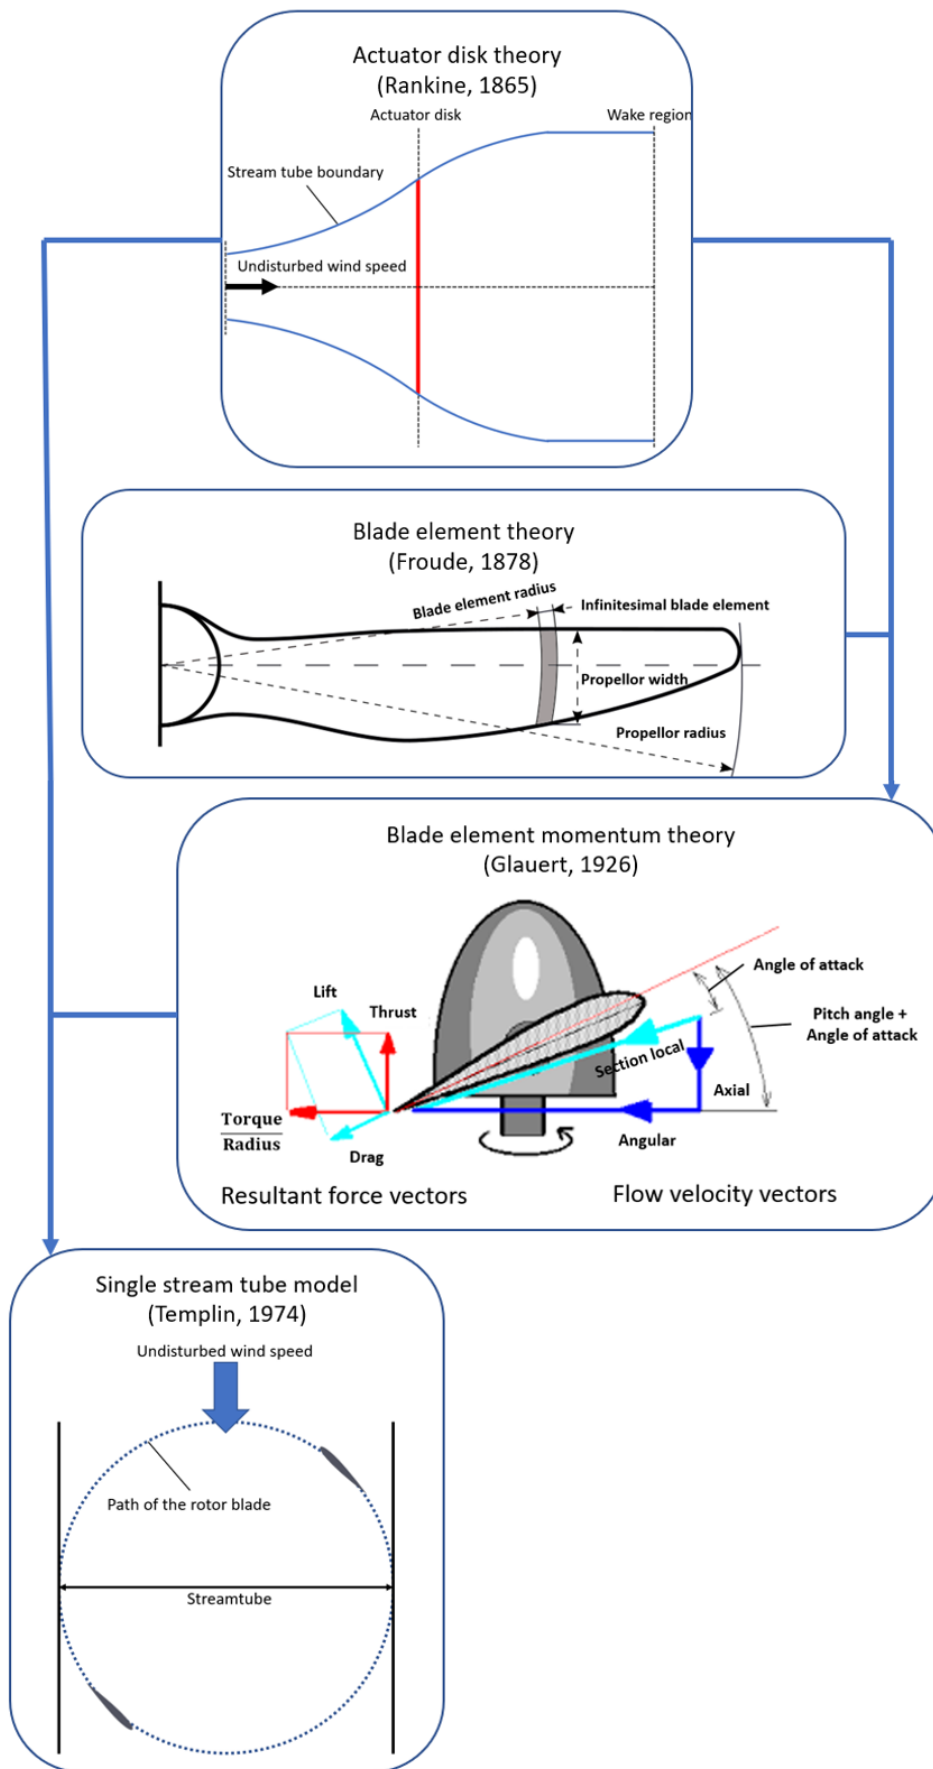 Actuator disk theory
(Rankine, 1865)
Actuator disk
Wake region
Stream tube boundary
Undisturbed wind speed
Blade element theory
(Froude, 1878)
Blade element radius
Infinitesimal blade element
Propellor width
Propellor radius
Blade element momentum theory
(Glauert, 1926)
Angle of attack
Lift
Thrust
Pitch angle +
Angle of attack
Section local
Axial
Torque
Radius
Angular
Drag
Resultant force vectors
Flow velocity vectors
Single stream tube model
(Templin, 1974)
Undisturbed wind speed
Path of the rotor blade
Streamtube